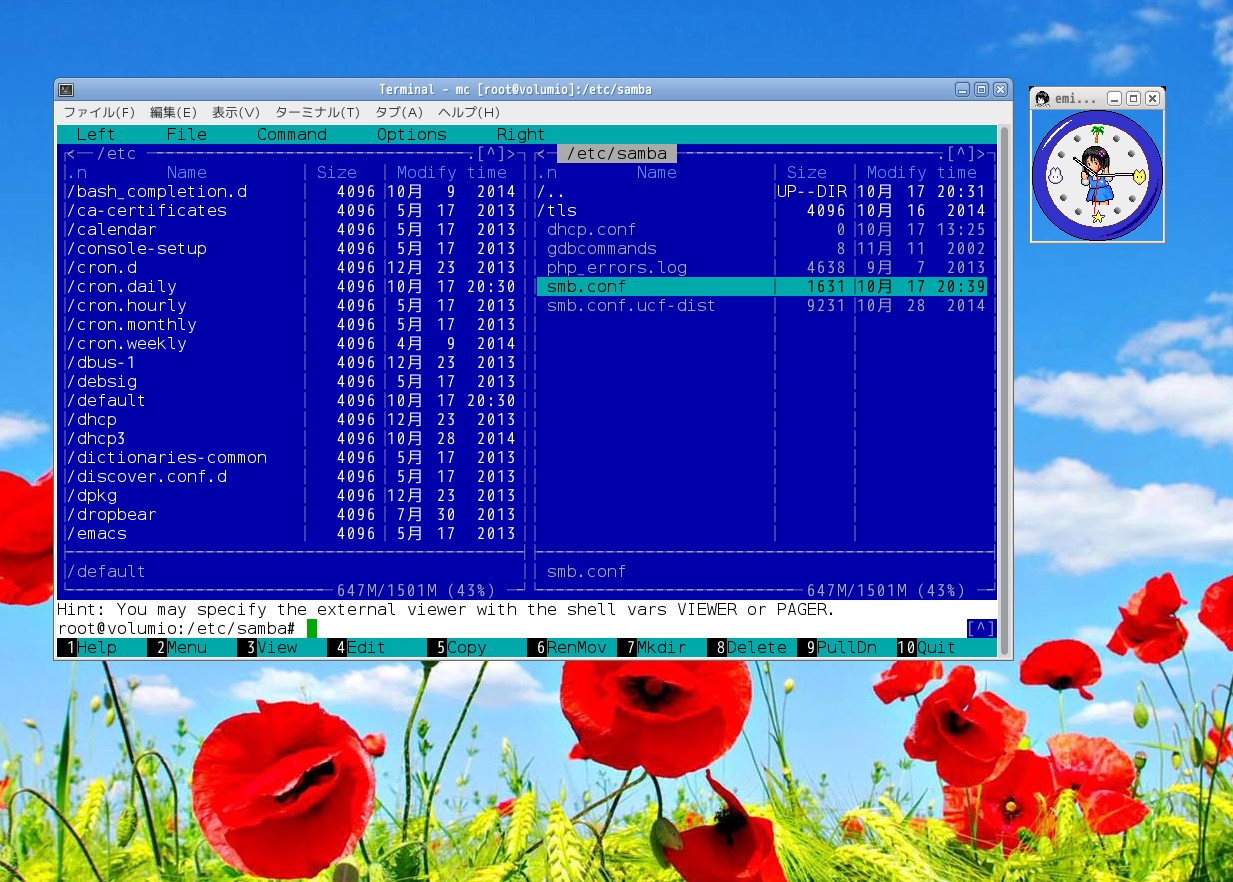 Terminal - mc [root@volumio]:/etc/samba
emi...
ファイル(F) 編集(E) 表示(V) ターミナル(T) タブ(A) ヘルプ(H)
Left File Command Options Right
<─ /etc .[^]> <─ /etc/samba .[^]>
.n Name Size Modify time .n Name Size Modify time
/bash_completion.d 4096 10月 9 2014 /.. UP--DIR 10月 17 20:31
/ca-certificates 4096 5月 17 2013 /tls 4096 10月 16 2014
/calendar 4096 5月 17 2013 dhcp.conf 0 10月 17 13:25
/console-setup 4096 5月 17 2013 gdbcommands 8 11月 11 2002
/cron.d 4096 12月 23 2013 php_errors.log 4638 9月 7 2013
/cron.daily 4096 10月 17 20:30 smb.conf 1631 10月 17 20:39
/cron.hourly 4096 5月 17 2013 smb.conf.ucf-dist 9231 10月 28 2014
/cron.monthly 4096 5月 17 2013
/cron.weekly 4096 4月 9 2014
/dbus-1 4096 12月 23 2013
/debsig 4096 5月 17 2013
/default 4096 10月 17 20:30
/dhcp 4096 12月 23 2013
/dhcp3 4096 10月 28 2014
/dictionaries-common 4096 5月 17 2013
/discover.conf.d 4096 5月 17 2013
/dpkg 4096 12月 23 2013
/dropbear 4096 7月 30 2013
/emacs 4096 5月 17 2013
/default smb.conf
647M/1501M (43%) 647M/1501M (43%)
Hint: You may specify the external viewer with the shell vars VIEWER or PAGER.
root@volumio:/etc/samba# [^]
1Help 2Menu 3View 4Edit 5Copy 6RenMov 7Mkdir 8Delete 9PullDn 10Quit